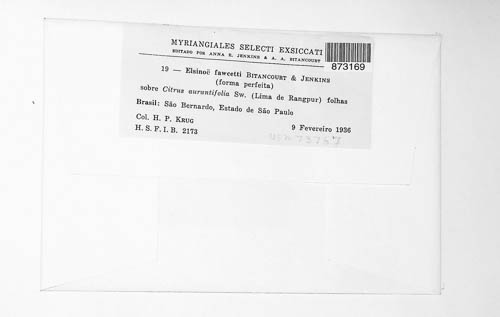 MYRIANGIALES SELECTI EXSICCATI
EDITADO POR ANNA E. JENKINS & A. A. BITANCOURT
873169
19 — Elsinoë fawcetti BITANCOURT & JENKINS
(forma perfeita)
sobre Citrus aurantifolia Sw. (Lima de Rangpur) folhas
Brasil: São Bernardo, Estado de São Paulo
Col. H. P. KRUG
9 Fevereiro 1936
H. S. F. I. B. 2173